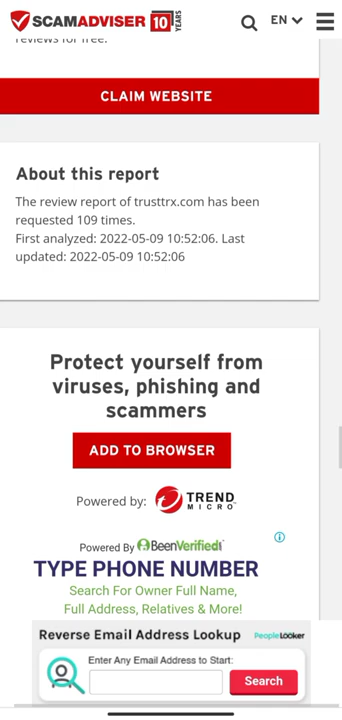 SCAMADVISER 10 YEARS
EN
reviews for free.
CLAIM WEBSITE
About this report
The review report of trusttrx.com has been
requested 109 times.
First analyzed: 2022-05-09 10:52:06. Last
updated: 2022-05-09 10:52:06
Protect yourself from
viruses, phishing and
scammers
ADD TO BROWSER
Powered by: TREND MICRO
Powered By BeenVerified
TYPE PHONE NUMBER
Search For Owner Full Name,
Full Address, Relatives & More!
Reverse Email Address Lookup PeopleLooker
Enter Any Email Address to Start:
Search